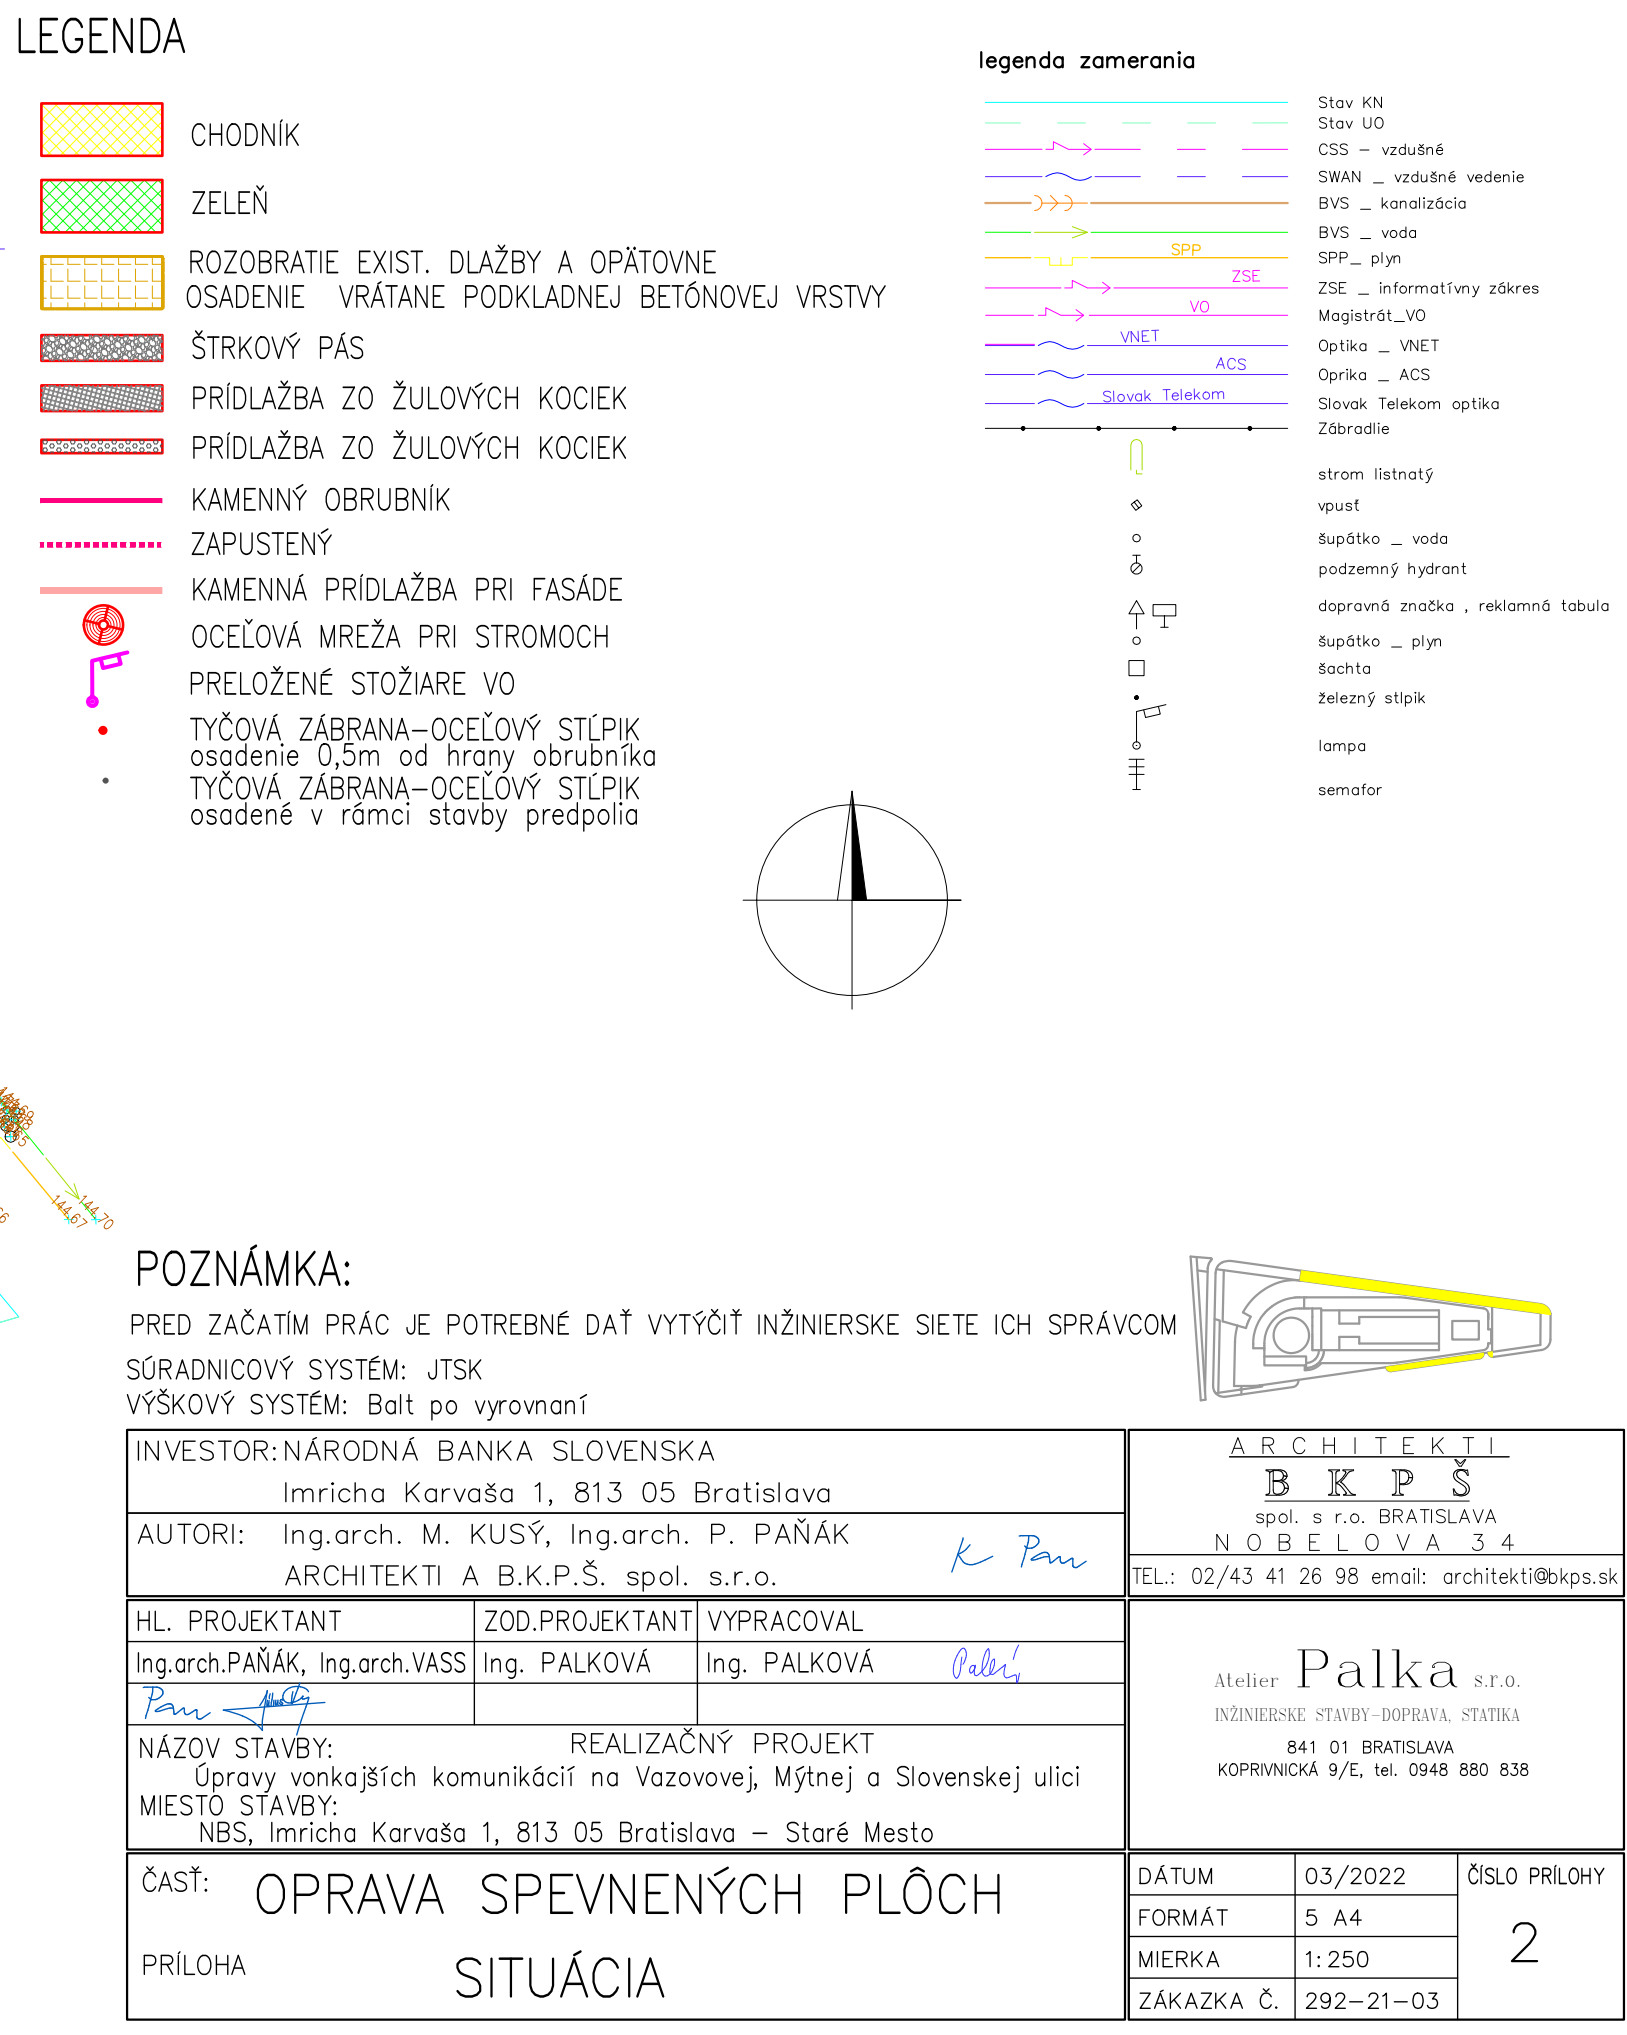 LEGENDA
CHODNÍK
ZELEŇ
ROZOBRATIE EXIST. DLAŽBY A OPÄTOVNE
OSADENIE VRÁTANE PODKLADNEJ BETÓNOVEJ VRSTVY
ŠTRKOVÝ PÁS
PRÍDLAŽBA ZO ŽULOVÝCH KOCIEK
PRÍDLAŽBA ZO ŽULOVÝCH KOCIEK
KAMENNÝ OBRUBNÍK
ZAPUSTENÝ
KAMENNÁ PRÍDLAŽBA PRI FASÁDE
OCEĽOVÁ MREŽA PRI STROMOCH
PRELOŽENÉ STOŽIARE VO
TYČOVÁ ZÁBRANA-OCEĽOVÝ STĹPIK
osadenie 0,5m od hrany obrubníka
TYČOVÁ ZÁBRANA-OCEĽOVÝ STĹPIK
osadené v rámci stavby predpolia
legenda zamerania
Stav KN
Stav UO
CSS - vzdušné
SWAN _ vzdušné vedenie
BVS _ kanalizácia
BVS _ voda
SPP SPP_ plyn
ZSE ZSE _ informatívny zákres
VO Magistrát_VO
VNET Optika _ VNET
ACS Oprika _ ACS
Slovak Telekom Slovak Telekom optika
Zábradlie
strom listnatý
vpusť
šupátko _ voda
podzemný hydrant
dopravná značka , reklamná tabula
šupátko _ plyn
šachta
železný stlpik
lampa
semafor
144.67
144.70
POZNÁMKA:
PRED ZAČATÍM PRÁC JE POTREBNÉ DAŤ VYTÝČIŤ INŽINIERSKE SIETE ICH SPRÁVCOM
SÚRADNICOVÝ SYSTÉM: JTSK
VÝŠKOVÝ SYSTÉM: Balt po vyrovnaní
INVESTOR: NÁRODNÁ BANKA SLOVENSKA
Imricha Karvaša 1, 813 05 Bratislava
AUTORI: Ing.arch. M. KUSÝ, Ing.arch. P. PAŇÁK
ARCHITEKTI A B.K.P.Š. spol. s.r.o.
ARCHITEKTI
BKPŠ
spol. s r.o. BRATISLAVA
NOBELOVA 34
TEL.: 02/43 41 26 98 email: architekti@bkps.sk
HL. PROJEKTANT ZOD.PROJEKTANT VYPRACOVAL
Ing.arch.PAŇÁK, Ing.arch.VASS Ing. PALKOVÁ Ing. PALKOVÁ
Atelier Palka s.r.o.
INŽINIERSKE STAVBY-DOPRAVA, STATIKA
841 01 BRATISLAVA
KOPRIVNICKÁ 9/E, tel. 0948 880 838
NÁZOV STAVBY: REALIZAČNÝ PROJEKT
Úpravy vonkajších komunikácií na Vazovovej, Mýtnej a Slovenskej ulici
MIESTO STAVBY:
NBS, Imricha Karvaša 1, 813 05 Bratislava - Staré Mesto
ČASŤ: OPRAVA SPEVNENÝCH PLÔCH
PRÍLOHA SITUÁCIA
DÁTUM 03/2022
FORMÁT 5 A4
MIERKA 1:250
ZÁKAZKA Č. 292-21-03
ČÍSLO PRÍLOHY
2